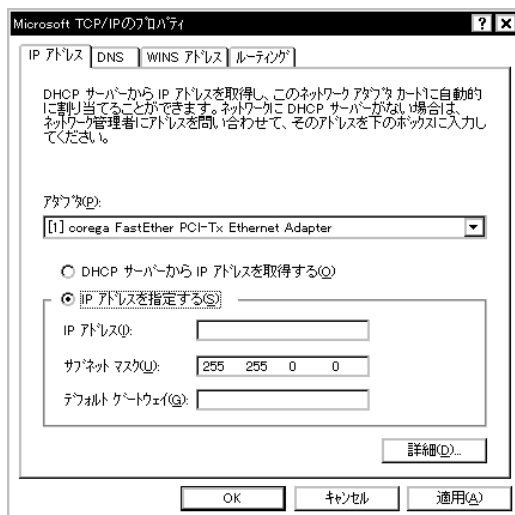 Microsoft TCP/IPのﾌﾟﾛﾊﾟﾃｨ
IP ｱﾄﾞﾚｽ DNS WINS ｱﾄﾞﾚｽ ﾙｰﾃｨﾝｸﾞ
DHCP ｻｰﾊﾞｰから IP ｱﾄﾞﾚｽを取得し、このﾈｯﾄﾜｰｸ ｱﾀﾞﾌﾟﾀ ｶｰﾄﾞに自動的
に割り当てることができます。ﾈｯﾄﾜｰｸに DHCP ｻｰﾊﾞｰがない場合は、
ﾈｯﾄﾜｰｸ管理者にｱﾄﾞﾚｽを問い合わせて、そのｱﾄﾞﾚｽを下のﾎﾞｯｸｽに入力し
てください。
ｱﾀﾞﾌﾟﾀ(P):
[1] corega FastEther PCI-Tx Ethernet Adapter
DHCP ｻｰﾊﾞｰから IP ｱﾄﾞﾚｽを取得する(O)
IP ｱﾄﾞﾚｽを指定する(S)
IP ｱﾄﾞﾚｽ(I):
ｻﾌﾞﾈｯﾄ ﾏｽｸ(U): 255 255 0 0
ﾃﾞﾌｫﾙﾄ ｹﾞｰﾄｳｪｲ(G):
詳細(D)...
OK ｷｬﾝｾﾙ 適用(A)